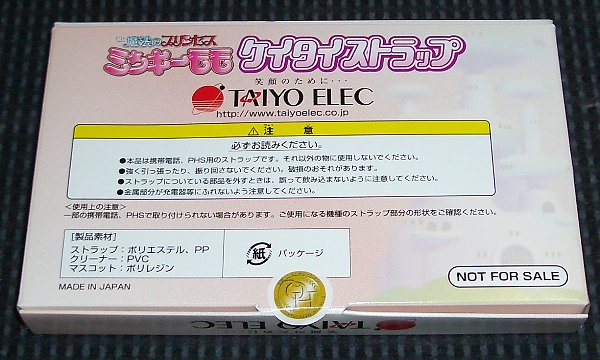 魔法のプリンセス
ミンキーモモ ケイタイストラップ
笑顔のために・・・
TAIYO ELEC
http://www.taiyoelec.co.jp
⚠注意
必ずお読みください。
●本品は携帯電話、PHS用のストラップです。それ以外の物に使用しないでください。
●強く引っ張ったり、振り回さないでください。破損のおそれがあります。
●ストラップについている部品を外すときは、誤って飲み込まないように注意してください。
●金属部分が充電器等にふれないよう注意してください。
<使用上の注意>
一部の携帯電話、PHSで取り付けられない場合があります。ご使用になる機種のストラップ部分の形状をご確認ください。
[製品素材]
ストラップ：ポリエステル、PP
クリーナー：PVC
マスコット：ポリレジン
紙 パッケージ
MADE IN JAPAN
NOT FOR SALE
TAIYO ELEC